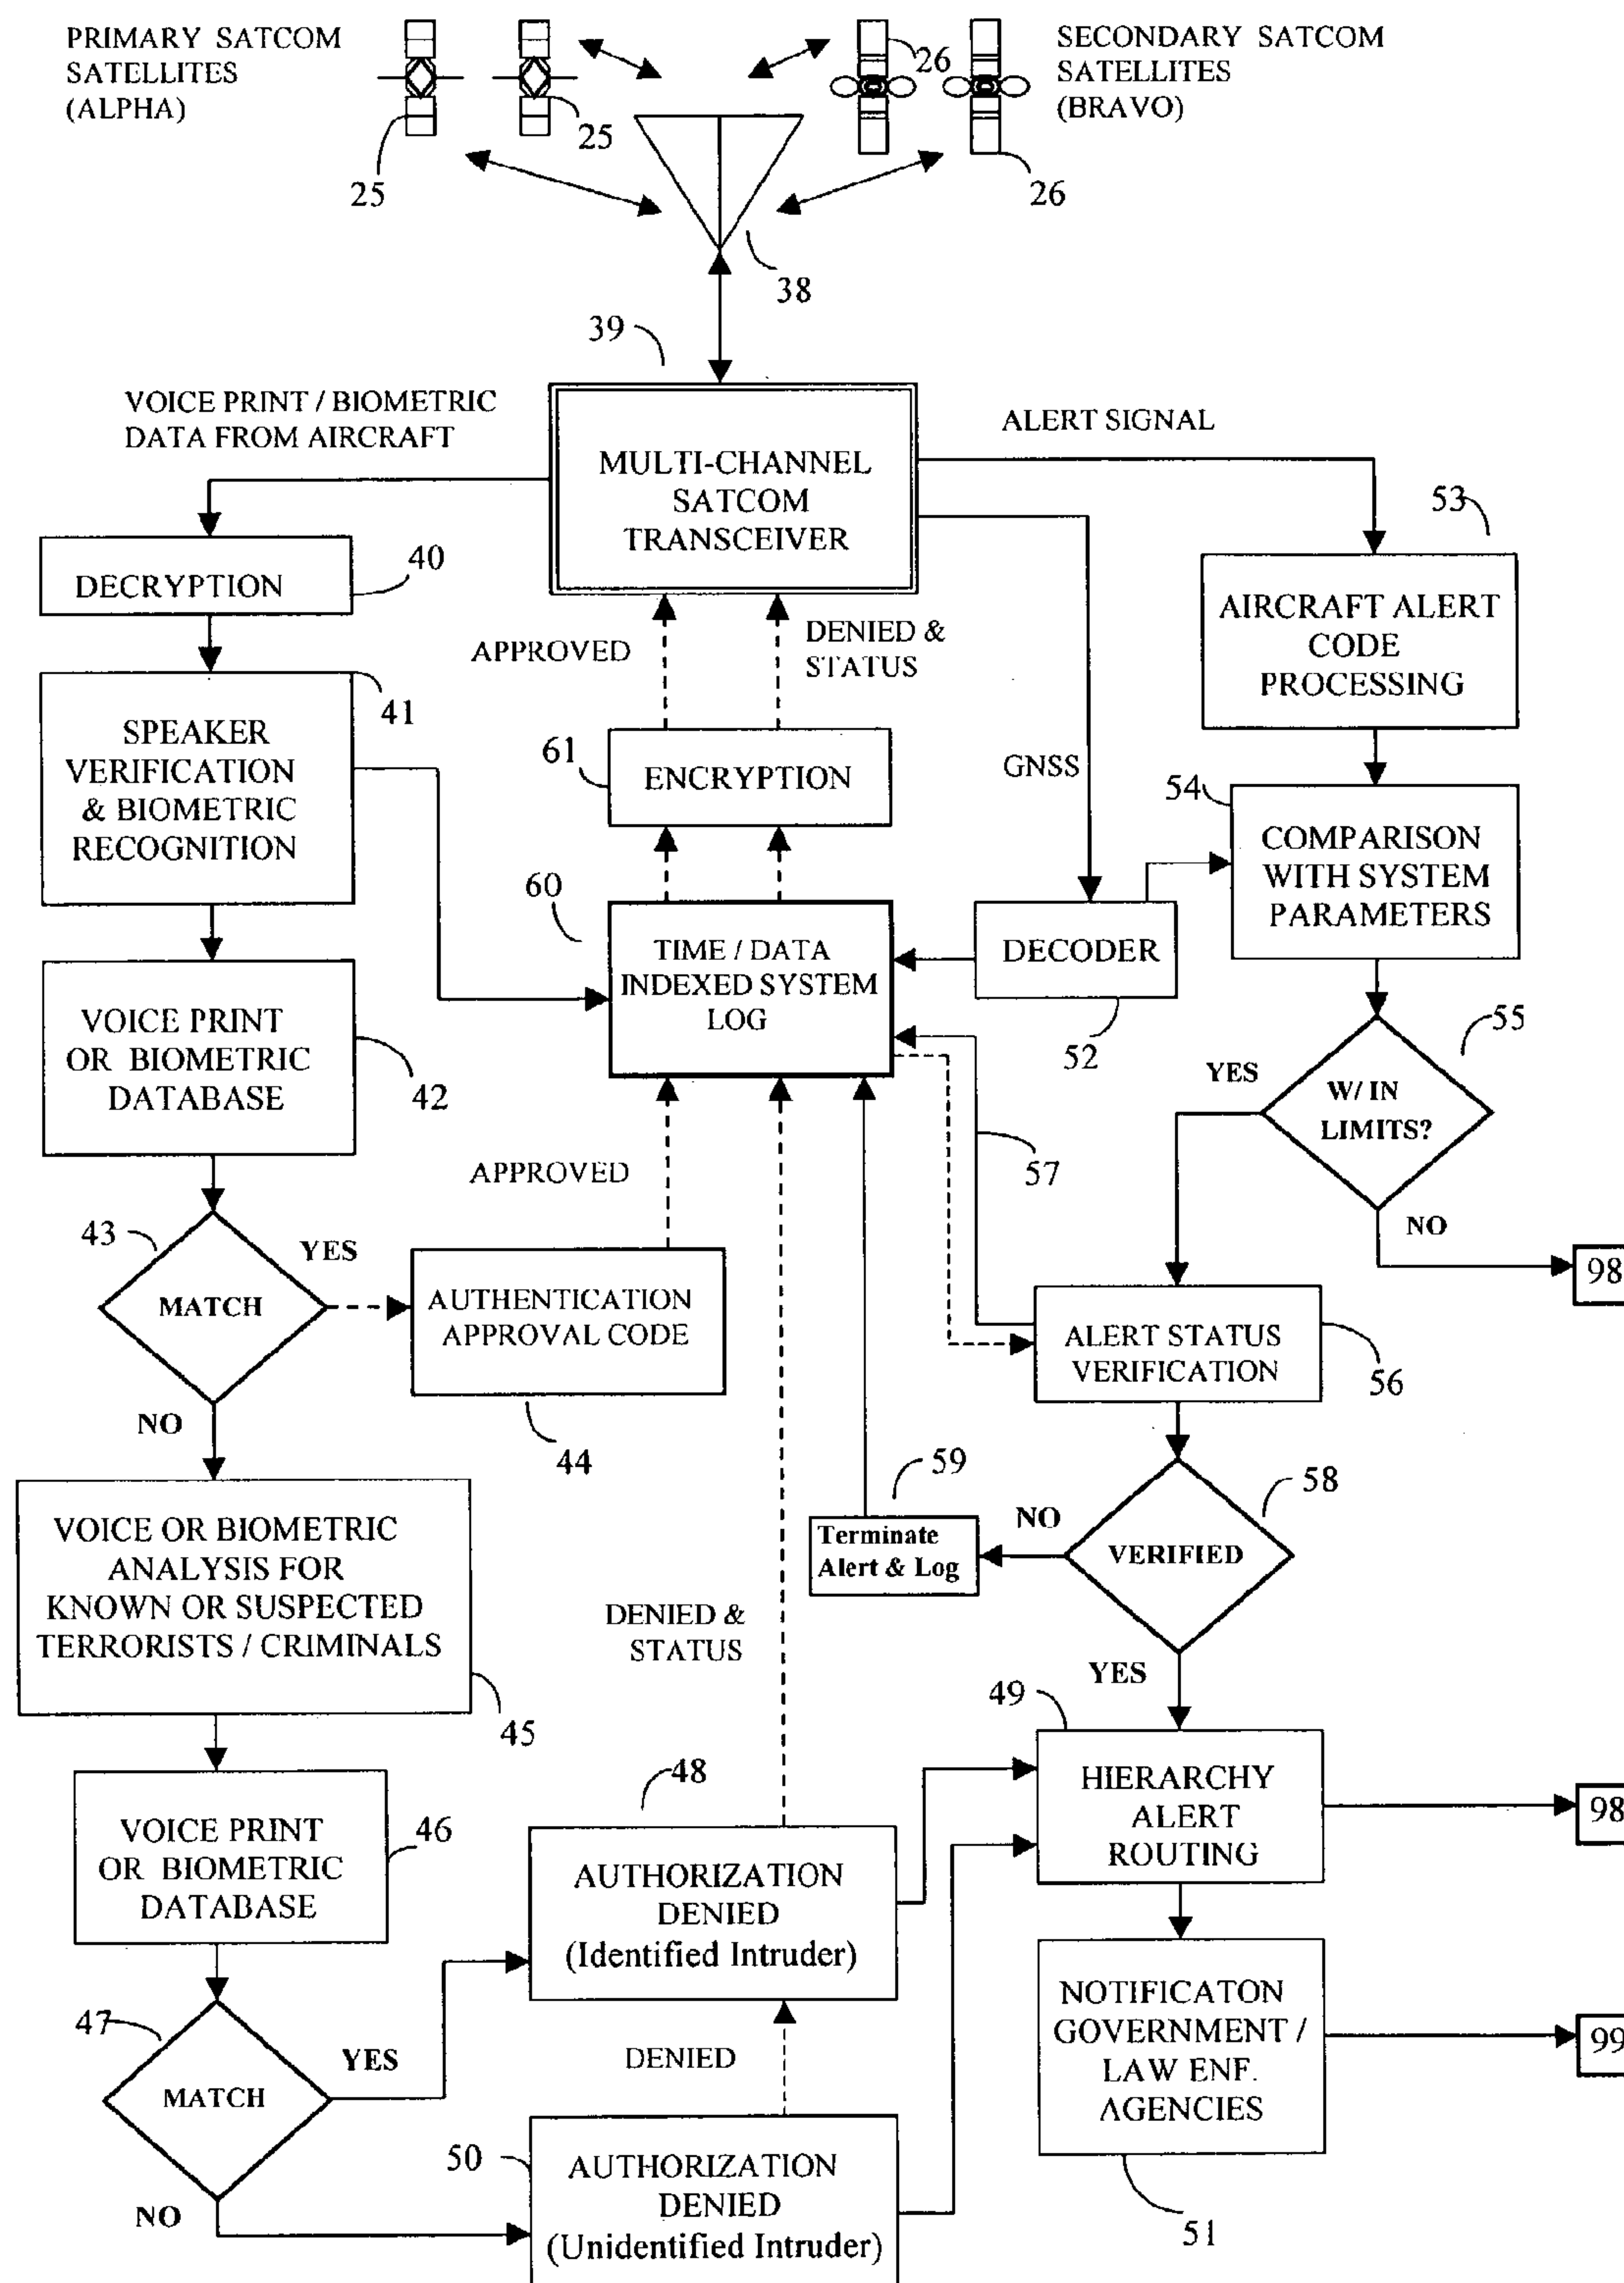 PRIMARY SATCOM
SATELLITES
(ALPHA)
SECONDARY SATCOM
SATELLITES
(BRAVO)
25
25
26
26
38
39
VOICE PRINT / BIOMETRIC
DATA FROM AIRCRAFT
ALERT SIGNAL
MULTI-CHANNEL
SATCOM
TRANSCEIVER
DECRYPTION
40
53
AIRCRAFT ALERT
CODE
PROCESSING
APPROVED
DENIED &
STATUS
41
SPEAKER
VERIFICATION
& BIOMETRIC
RECOGNITION
61
ENCRYPTION
GNSS
54
COMPARISON
WITH SYSTEM
PARAMETERS
60
TIME / DATA
INDEXED SYSTEM
LOG
DECODER
52
VOICE PRINT
OR BIOMETRIC
DATABASE
42
55
YES
W/ IN
LIMITS?
NO
98
57
APPROVED
43
YES
MATCH
NO
AUTHENTICATION
APPROVAL CODE
44
ALERT STATUS
VERIFICATION
56
59
NO
Terminate
Alert & Log
58
VERIFIED
YES
VOICE OR BIOMETRIC
ANALYSIS FOR
KNOWN OR SUSPECTED
TERRORISTS / CRIMINALS
45
DENIED &
STATUS
49
HIERARCHY
ALERT
ROUTING
98
48
VOICE PRINT
OR BIOMETRIC
DATABASE
46
AUTHORIZATION
DENIED
(Identified Intruder)
NOTIFICATON
GOVERNMENT /
LAW ENF.
AGENCIES
99
51
47
YES
MATCH
NO
DENIED
50
AUTHORIZATION
DENIED
(Unidentified Intruder)